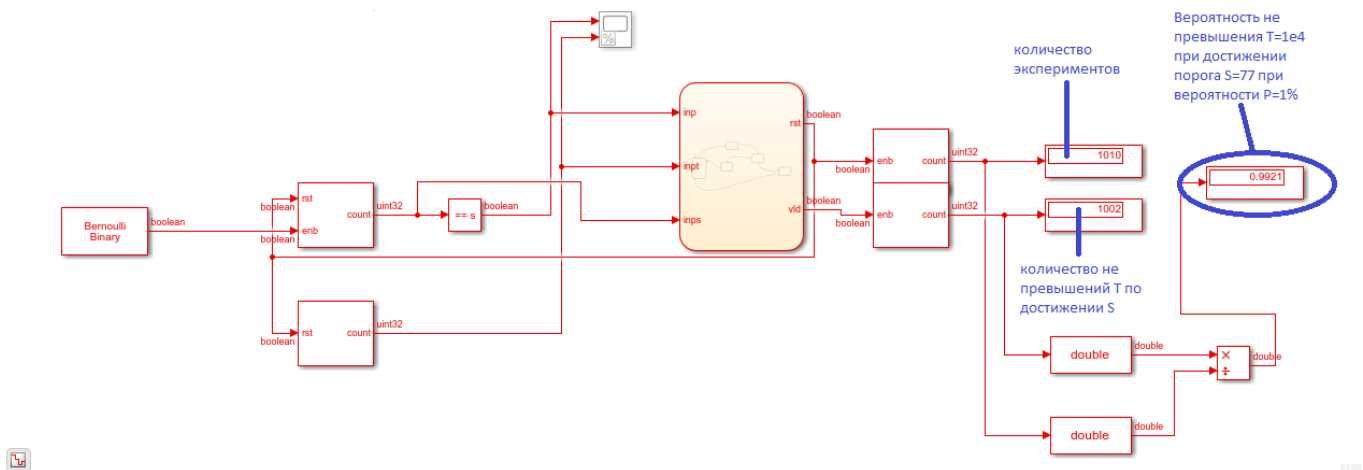 количество
экспериментов
Вероятность не
превышения T=1e4
при достижении
порога S=77 при
вероятности P=1%
%
inp
inpt
inps
rst
boolean
vld
boolean
enb
boolean
count
uint32
enb
boolean
count
uint32
1010
1002
0.9921
Bernoulli
Binary
boolean
rst
boolean
enb
boolean
count
uint32
== s
boolean
rst
boolean
count
uint32
количество не
превышений T по
достижении S
double
double
double
double
×
÷
double